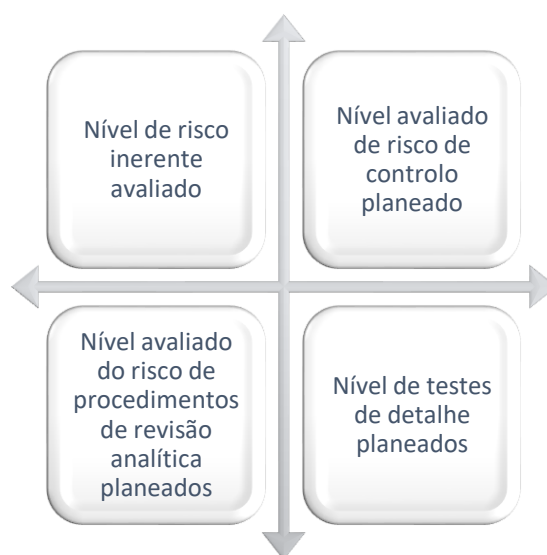 Nível de risco
inerente
avaliado
Nível avaliado
de risco de
controlo
planeado
Nível avaliado
do risco de
procedimentos
de revisão
analítica
planeados
Nível de testes
de detalhe
planeados